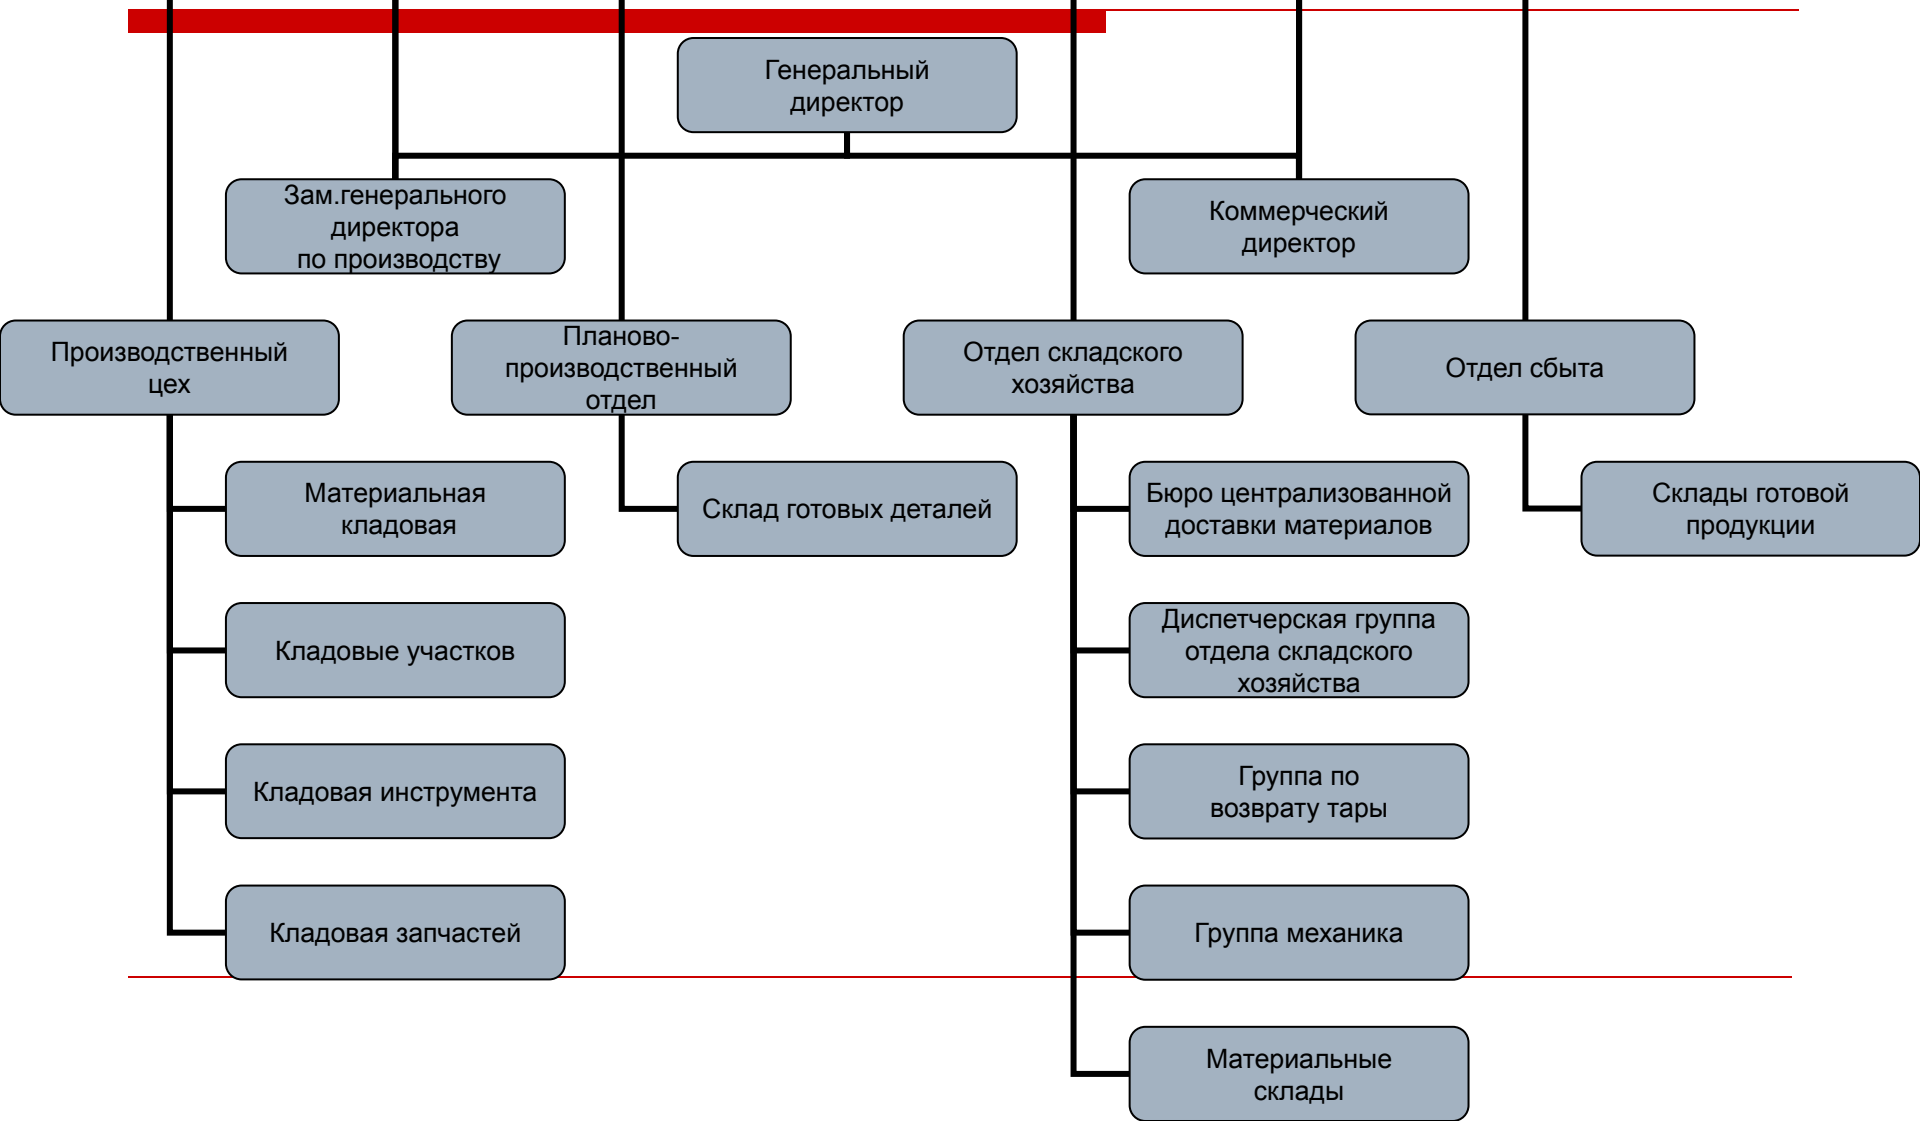 Генеральный
директор
Зам.генерального
директора
по производству
Коммерческий
директор
Производственный
цех
Планово-
производственный
отдел
Отдел складского
хозяйства
Отдел сбыта
Материальная
кладовая
Склад готовых деталей
Бюро централизованной
доставки материалов
Склады готовой
продукции
Кладовые участков
Диспетчерская группа
отдела складского
хозяйства
Кладовая инструмента
Группа по
возврату тары
Кладовая запчастей
Группа механика
Материальные
склады